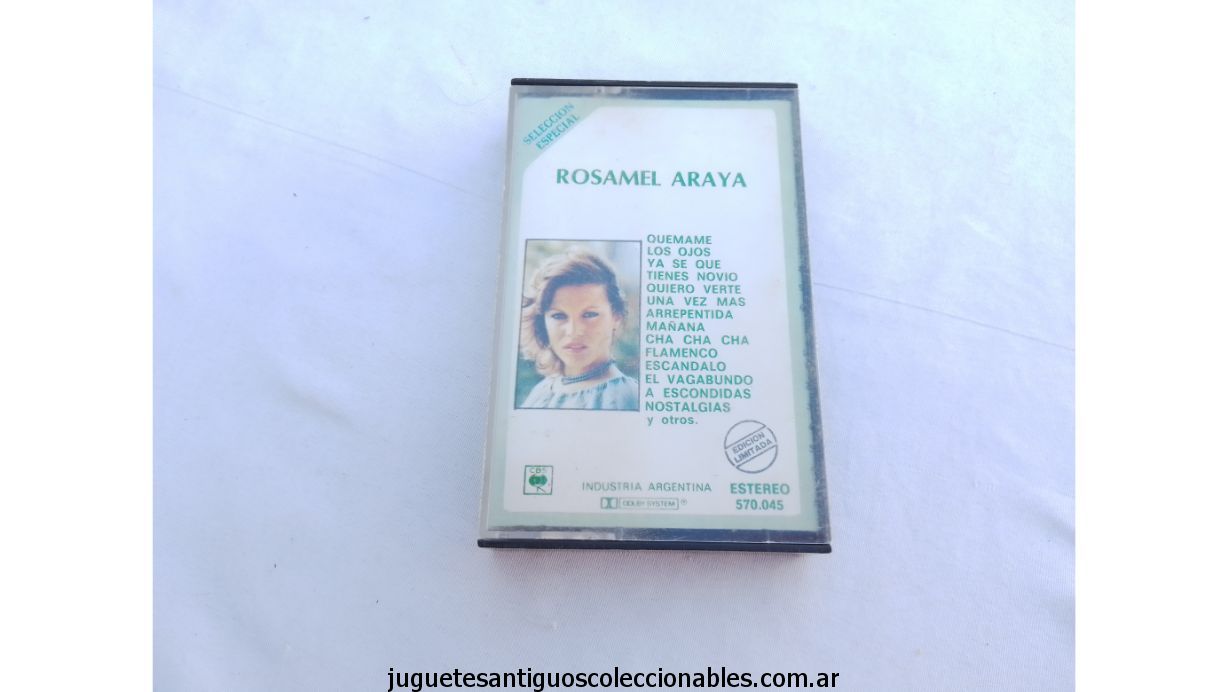 SELECCION
ESPECIAL
ROSAMEL ARAYA
QUEMAME
LOS OJOS
YA SE QUE
TIENES NOVIO
QUIERO VERTE
UNA VEZ MAS
ARREPENTIDA
MAÑANA
CHA CHA CHA
FLAMENCO
ESCANDALO
EL VAGABUNDO
A ESCONDIDAS
NOSTALGIAS
y otros.
EDICION
LIMITADA
CBS
INDUSTRIA ARGENTINA
ESTEREO
DOLBY SYSTEM ®
570.045
juguetesantiguoscoleccionables.com.ar